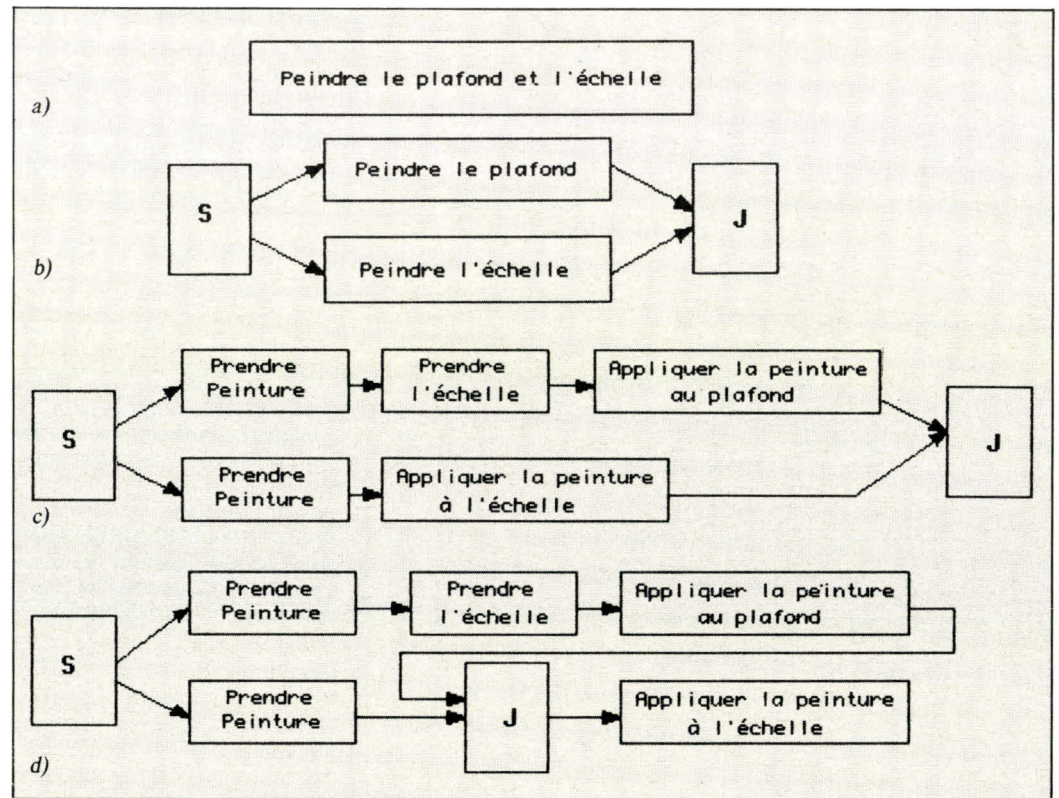 Peindre le plafond et l'échelle
a)
Peindre le plafond
S
J
Peindre l'échelle
b)
Prendre
Peinture
Prendre
l'échelle
Appliquer la peinture
au plafond
S
J
Prendre
Peinture
Appliquer la peinture
à l'échelle
c)
Prendre
Peinture
Prendre
l'échelle
Appliquer la peinture
au plafond
S
Prendre
Peinture
J
Appliquer la peinture
à l'échelle
d)